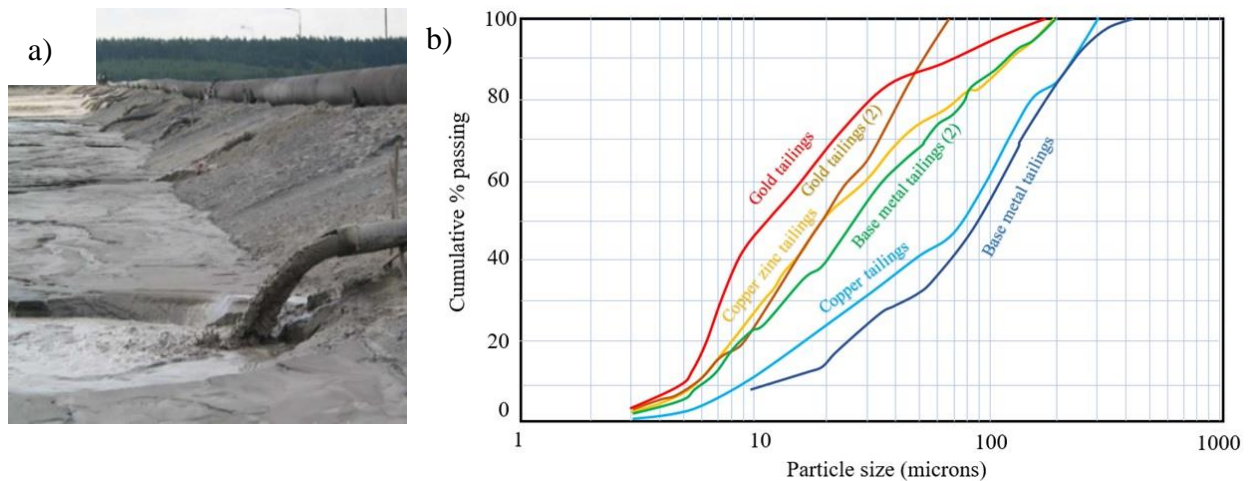 a)
b)
Cumulative % passing
100
80
60
40
20
0
Gold tailings
Gold tailings (2)
Copper zinc tailings
Base metal tailings (2)
Copper tailings
Base metal tailings
1
10
100
1000
Particle size (microns)